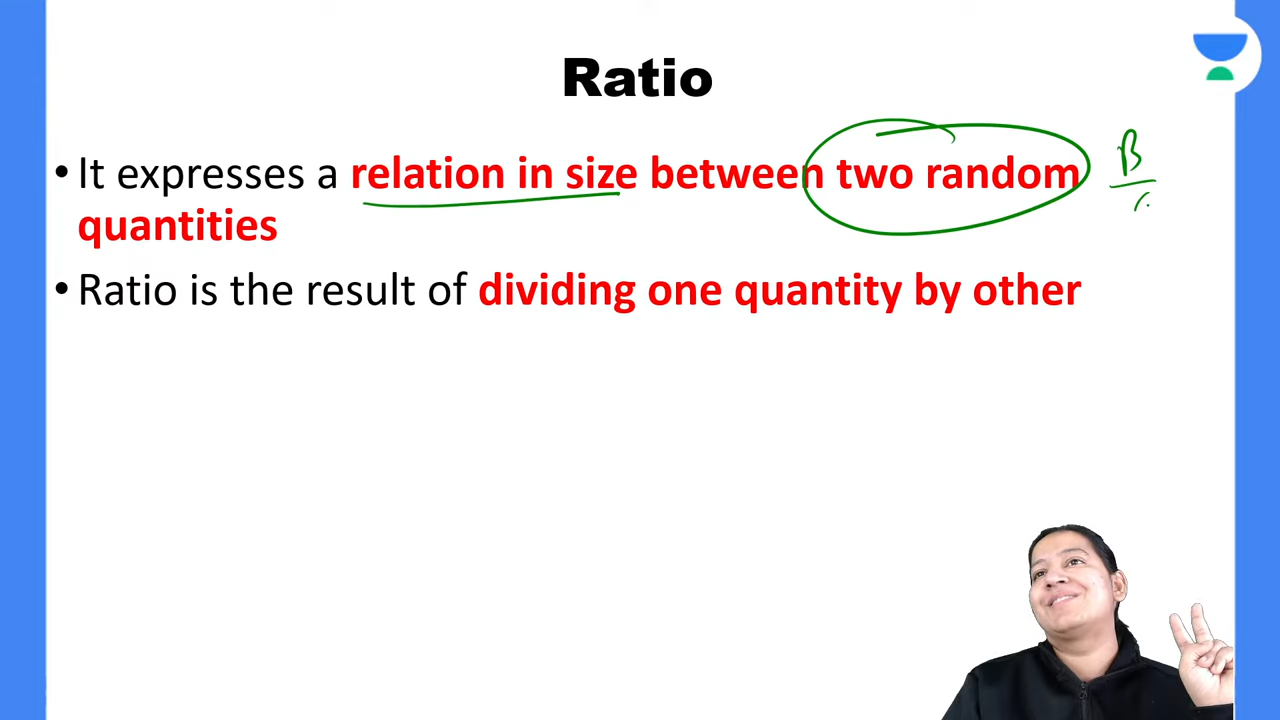 Ratio
• It expresses a relation in size between two random
quantities
• Ratio is the result of dividing one quantity by other
B